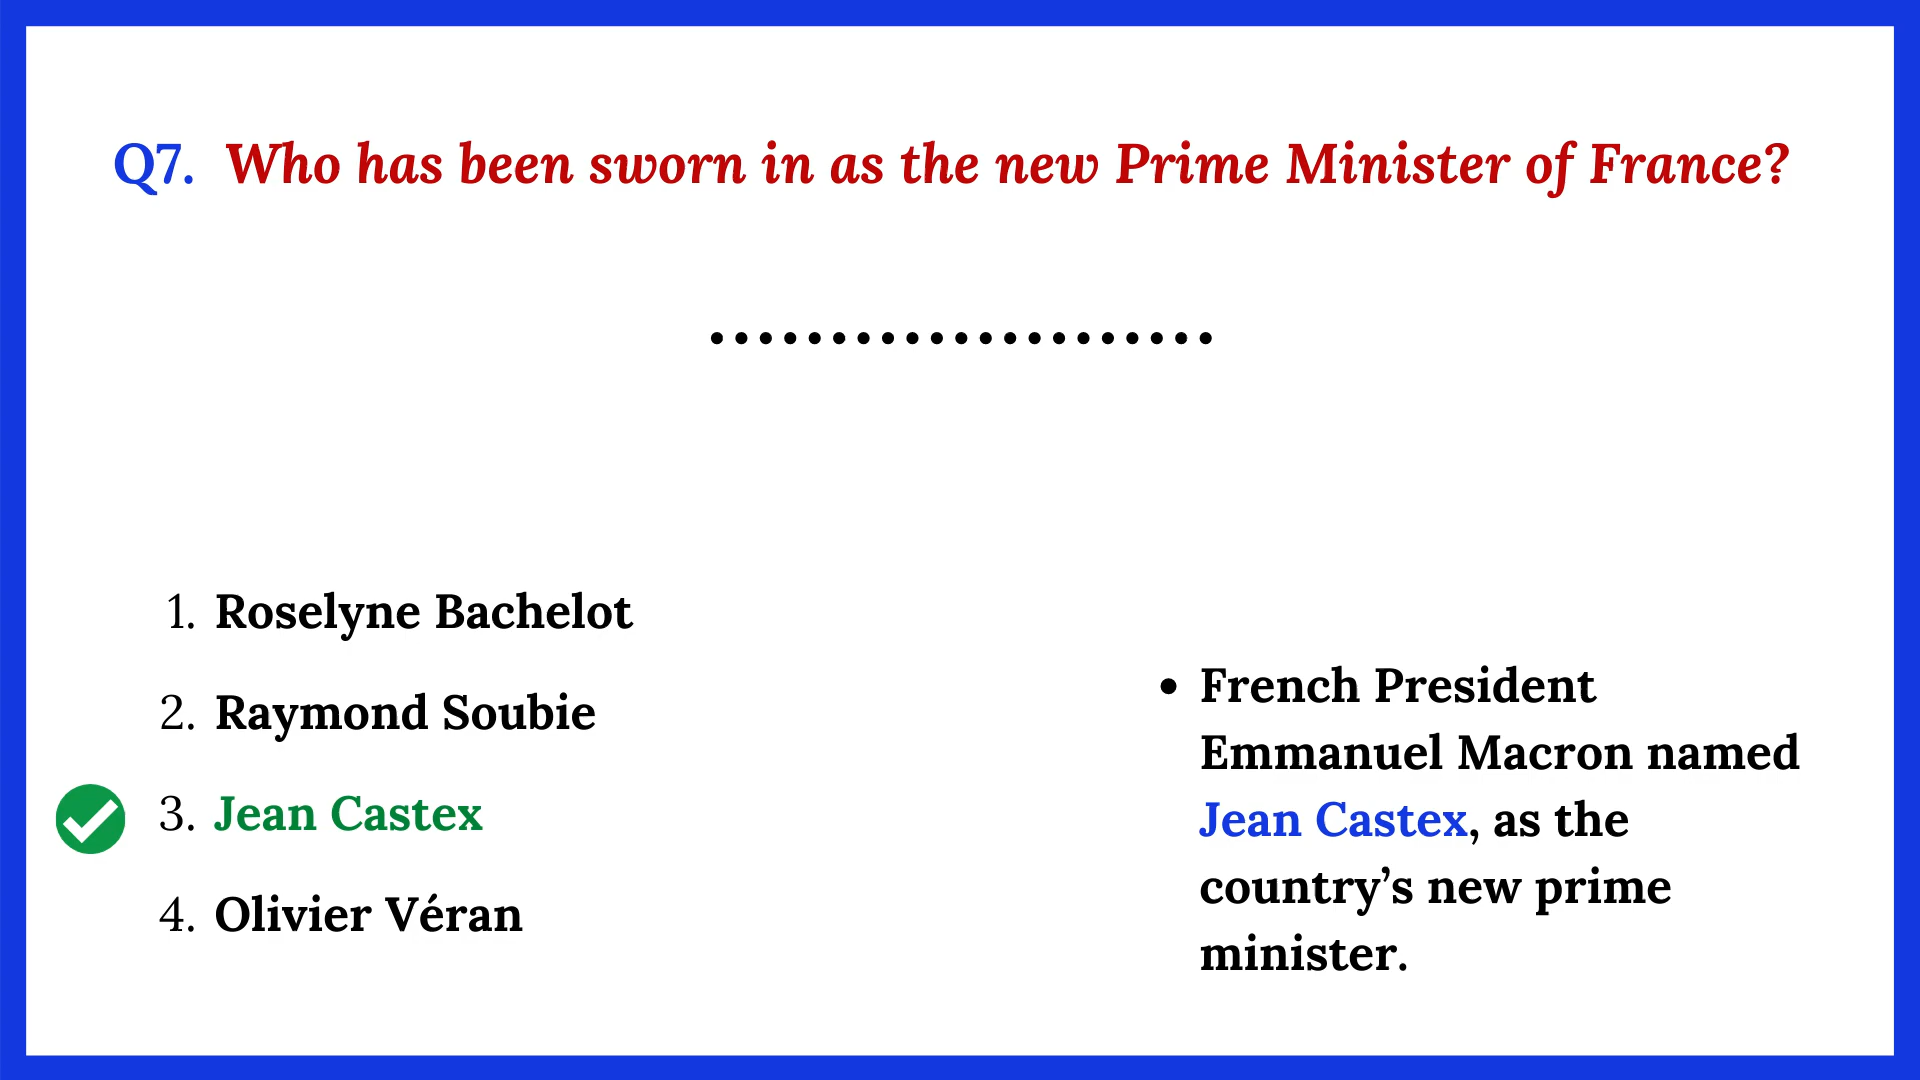 Q7. Who has been sworn in as the new Prime Minister of France?
1. Roselyne Bachelot
2. Raymond Soubie
3. Jean Castex
4. Olivier Véran
• French President
Emmanuel Macron named
Jean Castex, as the
country’s new prime
minister.